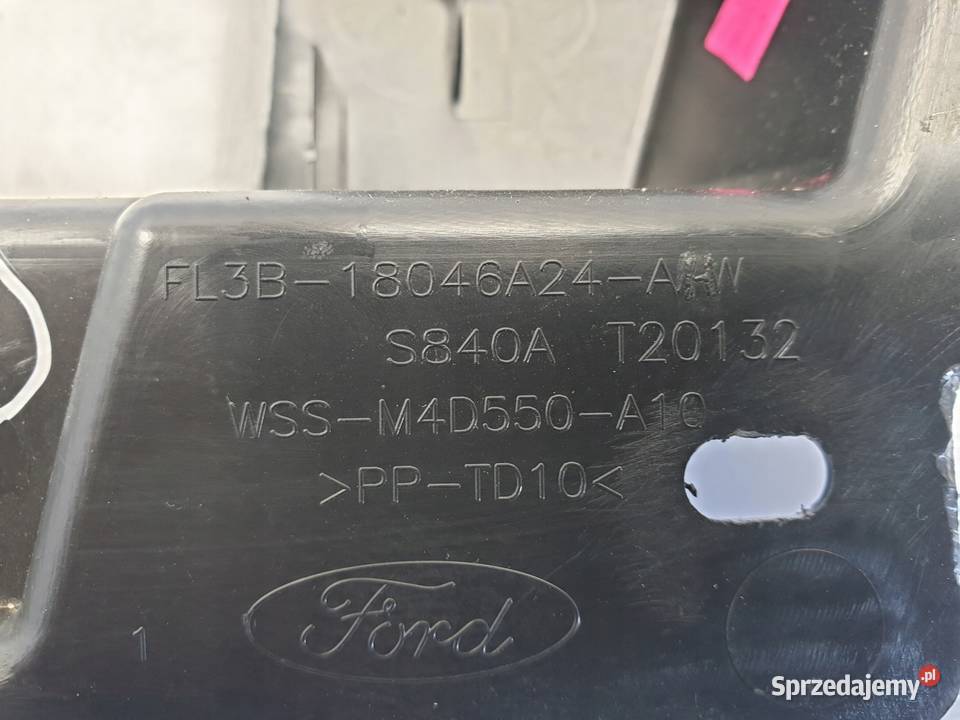 FL3B-18046A24-AHW
S840A T20132
WSS-M4D550-A10
>PP-TD10<
Ford
1
Sprzedajemy.pl